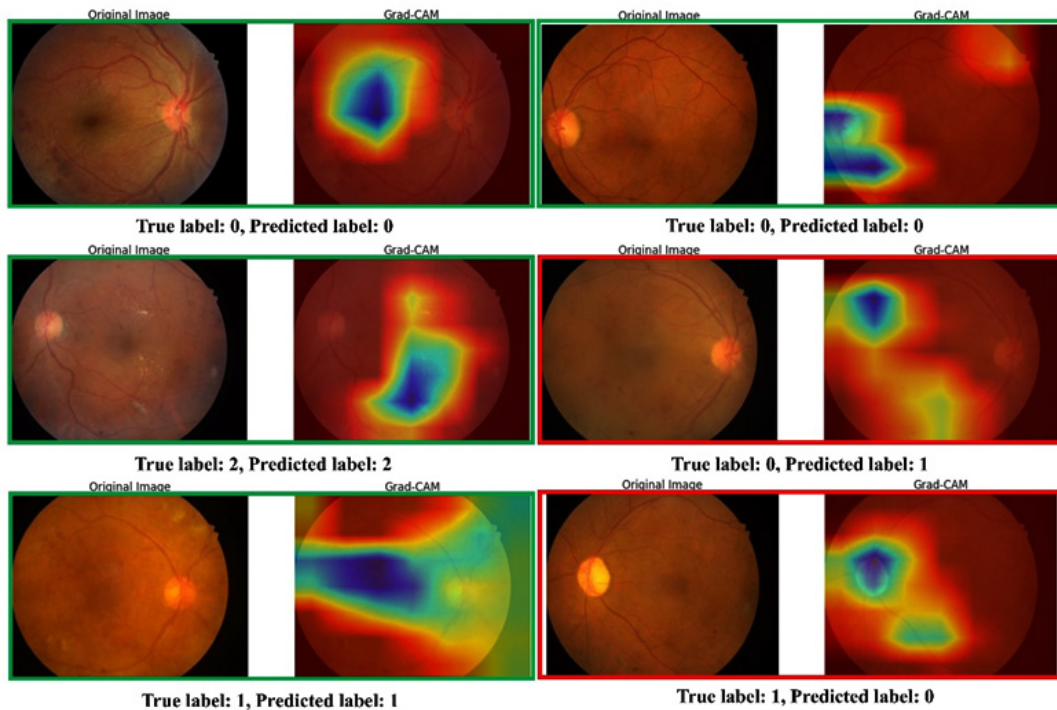 Original Image Grad-CAM Original Image Grad-CAM
True label: 0, Predicted label: 0 True label: 0, Predicted label: 0
Original Image Grad-CAM Original Image Grad-CAM
True label: 2, Predicted label: 2 True label: 0, Predicted label: 1
Original Image Grad-CAM Original Image Grad-CAM
True label: 1, Predicted label: 1 True label: 1, Predicted label: 0